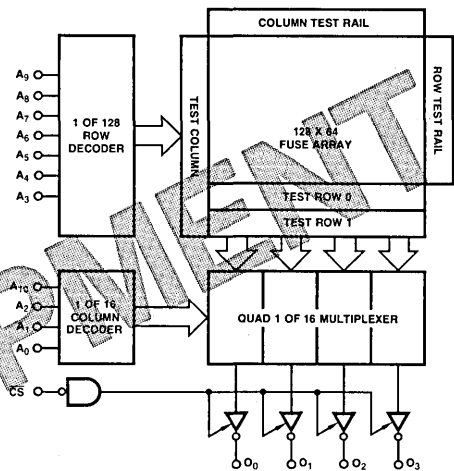 COLUMN TEST RAIL
A9
A8
A7
A6
A5
A4
A3
1 OF 128
ROW
DECODER
TEST COLUMN
128 X 64
FUSE ARRAY
ROW TEST RAIL
TEST ROW 0
TEST ROW 1
A10
A2
A1
A0
1 OF 16
COLUMN
DECODER
QUAD 1 OF 16 MULTIPLEXER
CS
O0
O1
O2
O3
PMENT